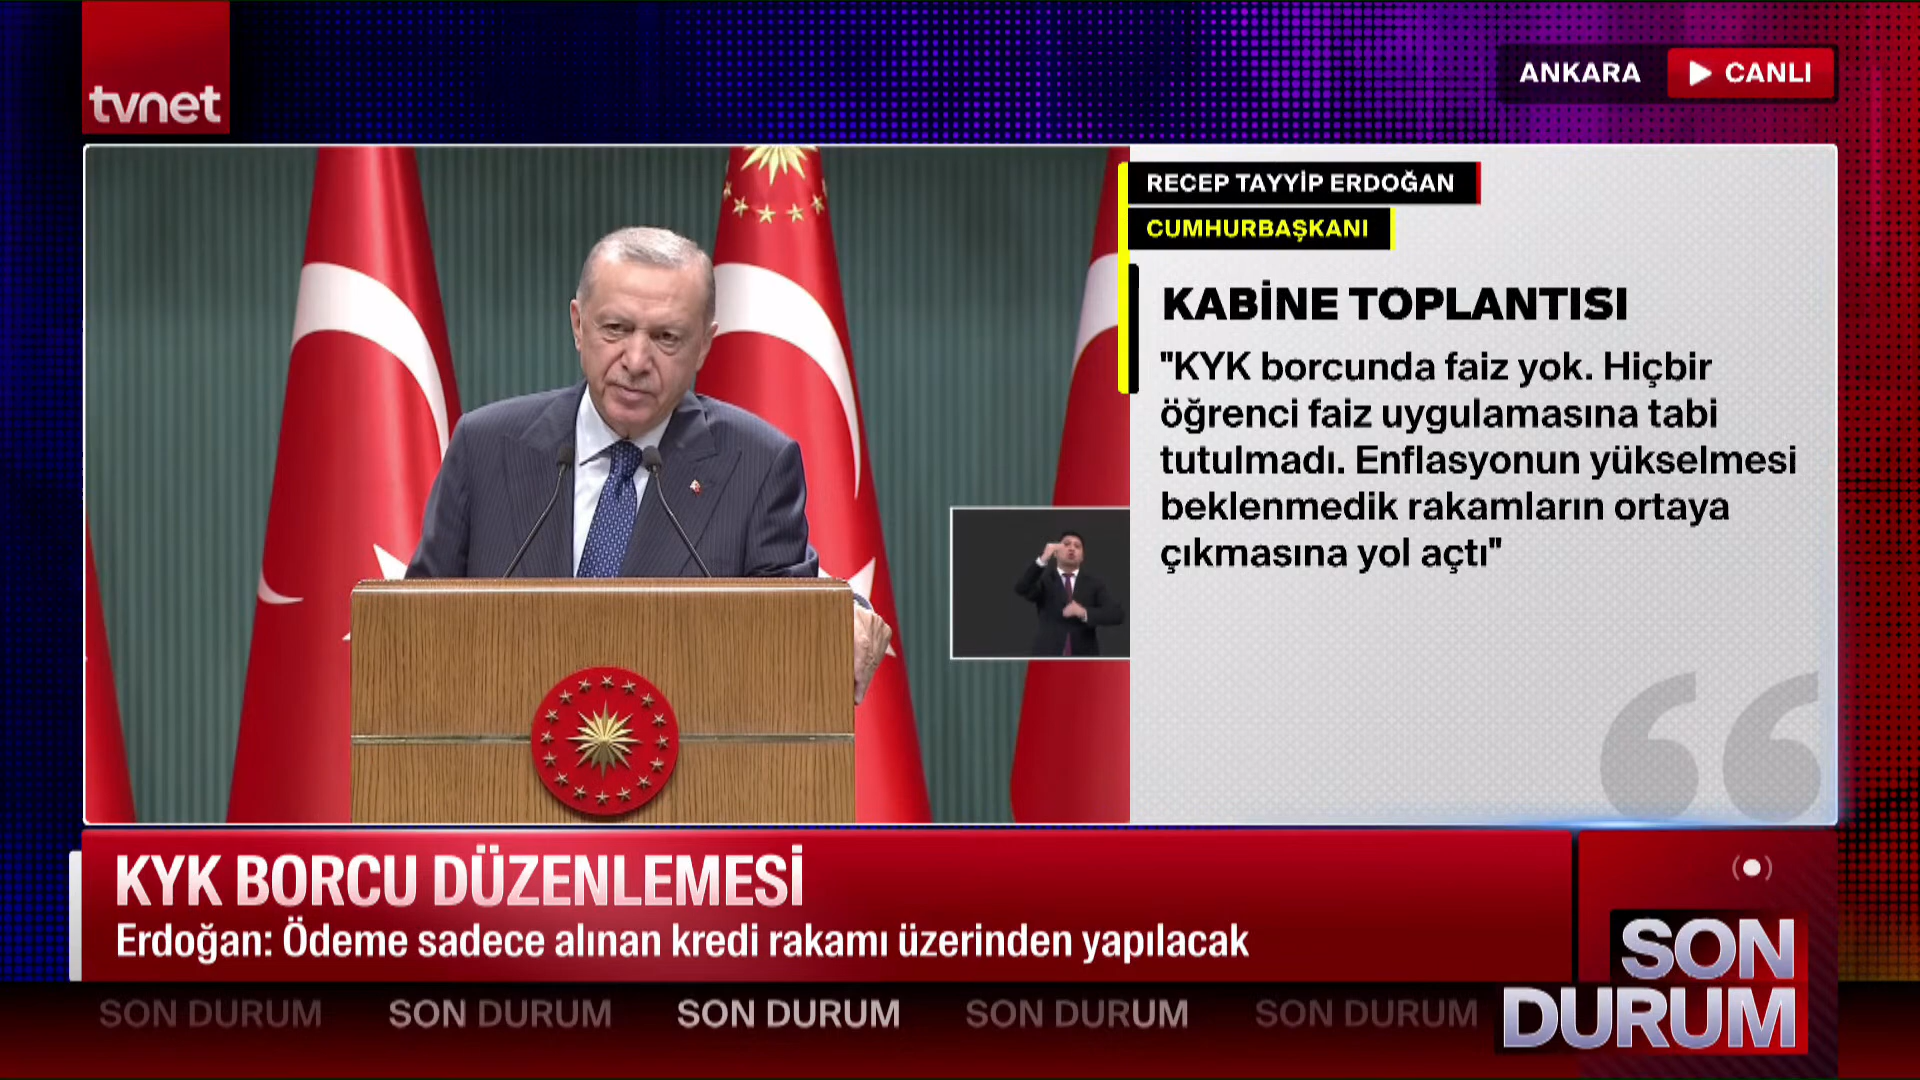 tvnet
ANKARA
CANLI
RECEP TAYYİP ERDOĞAN
CUMHURBAŞKANI
KABİNE TOPLANTISI
"KYK borcunda faiz yok. Hiçbir
öğrenci faiz uygulamasına tabi
tutulmadı. Enflasyonun yükselmesi
beklenmedik rakamların ortaya
çıkmasına yol açtı"
KYK BORCU DÜZENLEMESİ
Erdoğan: Ödeme sadece alınan kredi rakamı üzerinden yapılacak
SON DURUM
SON DURUM SON DURUM SON DURUM SON DURUM SON DURUM